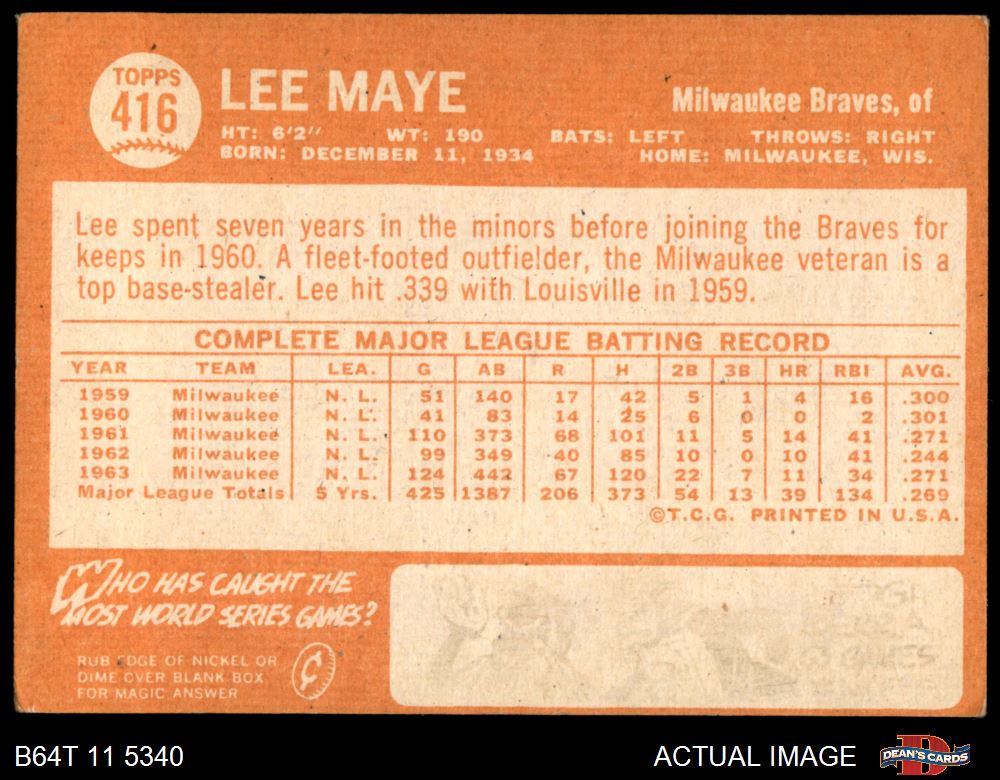 TOPPS
416
LEE MAYE
Milwaukee Braves, of
HT: 6'2" WT: 190 BATS: LEFT THROWS: RIGHT
BORN: DECEMBER 11, 1934 HOME: MILWAUKEE, WIS.
Lee spent seven years in the minors before joining the Braves for
keeps in 1960. A fleet-footed outfielder, the Milwaukee veteran is a
top base-stealer. Lee hit .339 with Louisville in 1959.
COMPLETE MAJOR LEAGUE BATTING RECORD
YEAR TEAM LEA. G AB R H 2B 3B HR RBI AVG.
1959 Milwaukee N. L. 51 140 17 42 5 1 4 16 .300
1960 Milwaukee N. L. 41 83 14 25 6 0 0 2 .301
1961 Milwaukee N. L. 110 373 68 101 11 5 14 41 .271
1962 Milwaukee N. L. 99 349 40 85 10 0 10 41 .244
1963 Milwaukee N. L. 124 442 67 120 22 7 11 34 .271
Major League Totals 5 Yrs. 425 1387 206 373 54 13 39 134 .269
©T.C.G. PRINTED IN U.S.A.
WHO HAS CAUGHT THE
MOST WORLD SERIES GAMES?
RUB EDGE OF NICKEL OR
DIME OVER BLANK BOX
FOR MAGIC ANSWER
B64T 11 5340
ACTUAL IMAGE
DEAN'S CARDS